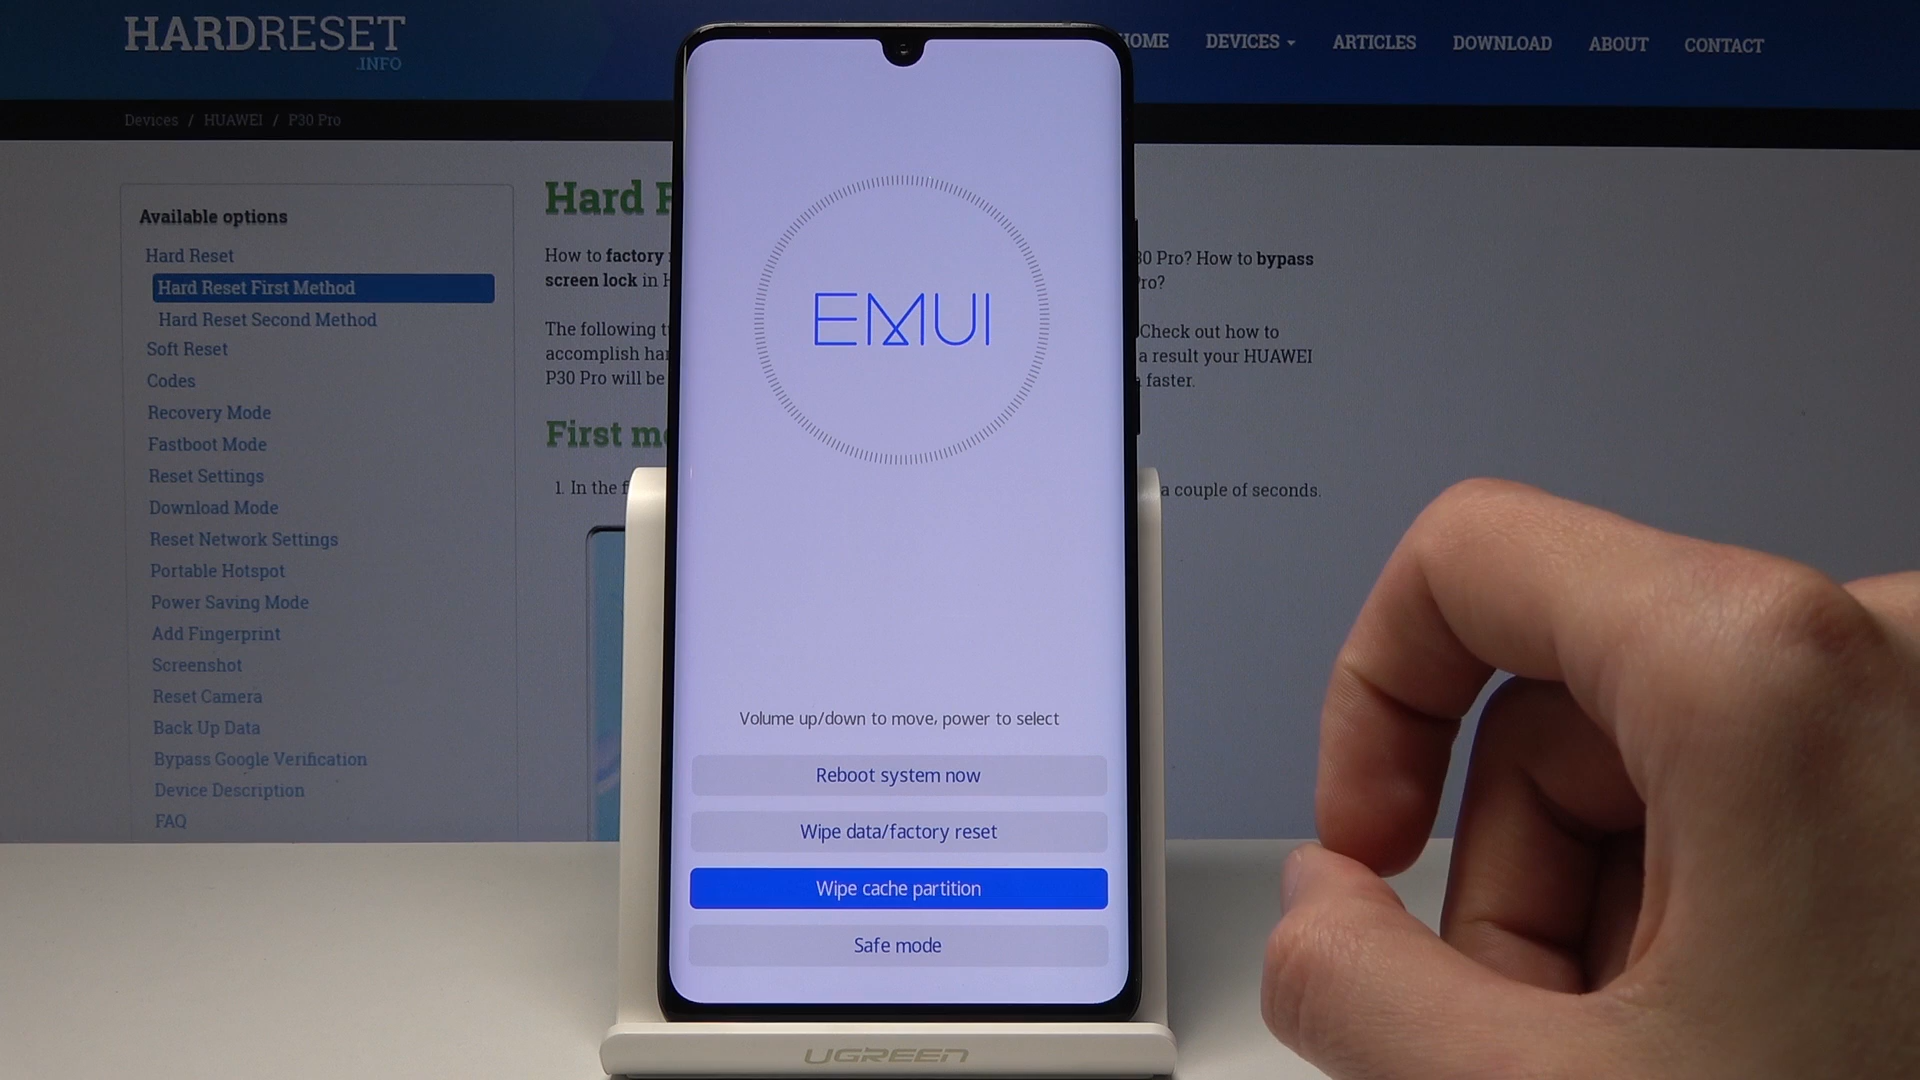 HARDRESET
.INFO
HOME DEVICES ARTICLES DOWNLOAD ABOUT CONTACT
Devices / HUAWEI / P30 Pro
Available options
Hard Reset
Hard Reset First Method
Hard Reset Second Method
Soft Reset
Codes
Recovery Mode
Fastboot Mode
Reset Settings
Download Mode
Reset Network Settings
Portable Hotspot
Power Saving Mode
Add Fingerprint
Screenshot
Reset Camera
Back Up Data
Bypass Google Verification
Device Description
FAQ
Hard
How to factory 30 Pro? How to bypass
screen lock in Pro?
The following Check out how to
accomplish a result your HUAWEI
P30 Pro will be faster.
First
1. In the a couple of seconds.
EMUI
Volume up/down to move, power to select
Reboot system now
Wipe data/factory reset
Wipe cache partition
Safe mode
UGREEN